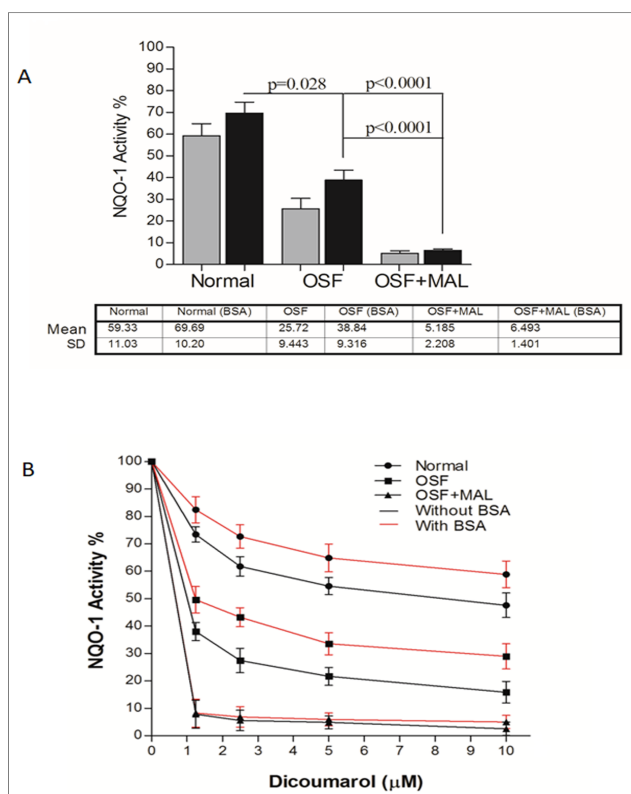 A
100
90
80
70
60
50
40
30
20
10
0
NQO-1 Activity %
p=0.028
p<0.0001
p<0.0001
Normal OSF OSF+MAL
Normal Normal (BSA) OSF OSF (BSA) OSF+MAL OSF+MAL (BSA)
Mean 59.33 69.69 25.72 38.84 5.185 6.493
SD 11.03 10.20 9.443 9.316 2.208 1.401
B
100
90
80
70
60
50
40
30
20
10
0
NQO-1 Activity %
Normal
OSF
OSF+MAL
Without BSA
With BSA
0 1 2 3 4 5 6 7 8 9 10
Dicoumarol (µM)